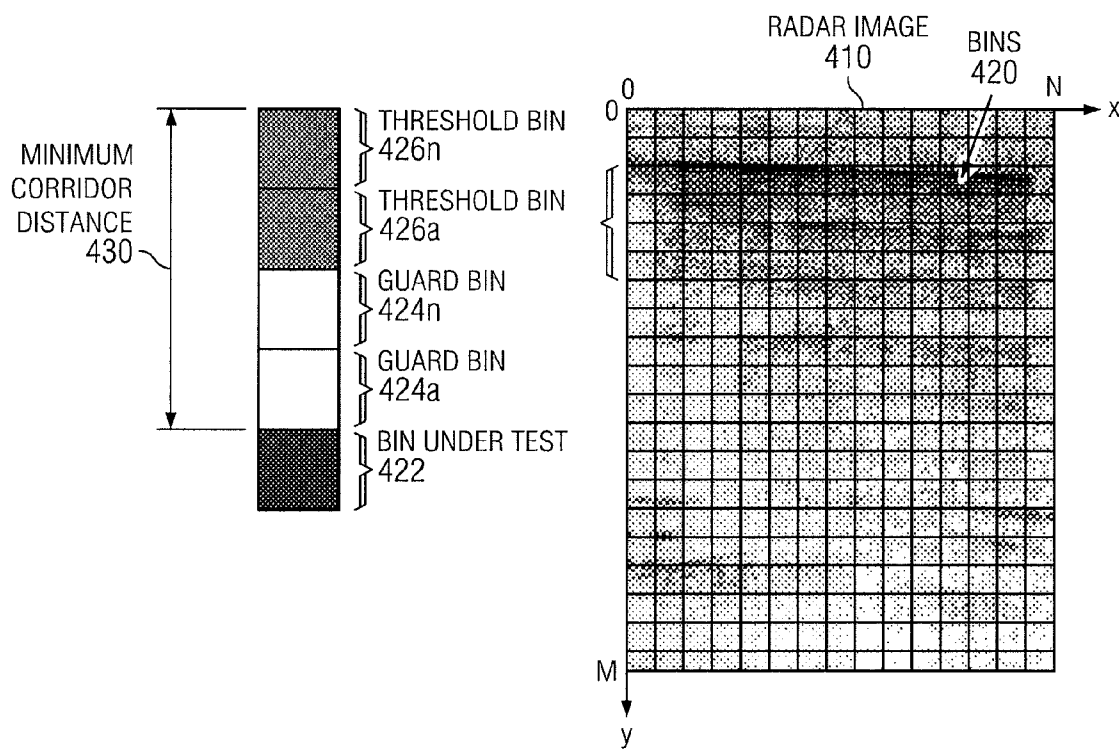 RADAR IMAGE
410
BINS
420
0
N
0
x
MINIMUM
CORRIDOR
DISTANCE
430
THRESHOLD BIN
426n
THRESHOLD BIN
426a
GUARD BIN
424n
GUARD BIN
424a
BIN UNDER TEST
422
M
y